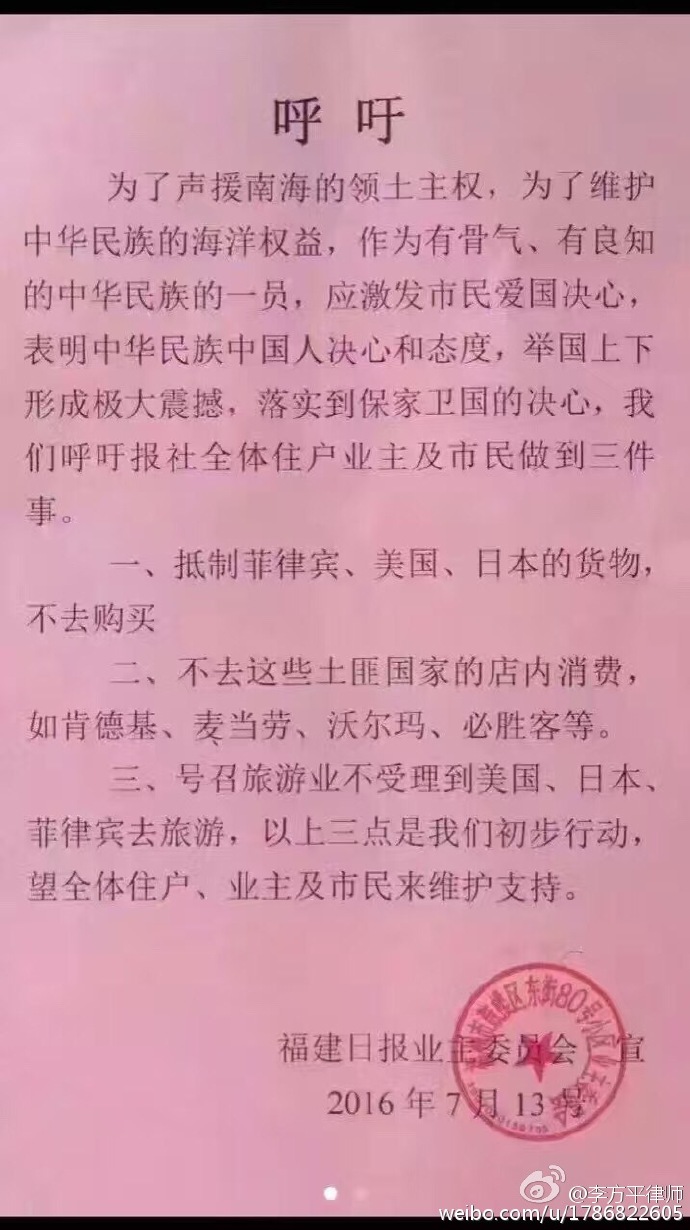 呼吁
为了声援南海的领土主权，为了维护
中华民族的海洋权益，作为有骨气、有良知
的中华民族的一员，应激发市民爱国决心，
表明中华民族中国人决心和态度，举国上下
形成极大震撼，落实到保家卫国的决心，我
们呼吁报社全体住户业主及市民做到三件
事。
一、抵制菲律宾、美国、日本的货物，
不去购买
二、不去这些土匪国家的店内消费，
如肯德基、麦当劳、沃尔玛、必胜客等。
三、号召旅游业不受理到美国、日本、
菲律宾去旅游，以上三点是我们初步行动，
望全体住户、业主及市民来维护支持。
福建日报业主委员会 宣
2016年7月13号
市鼓楼区东街80号小区
@李方平律师
weibo.com/u/1786822605